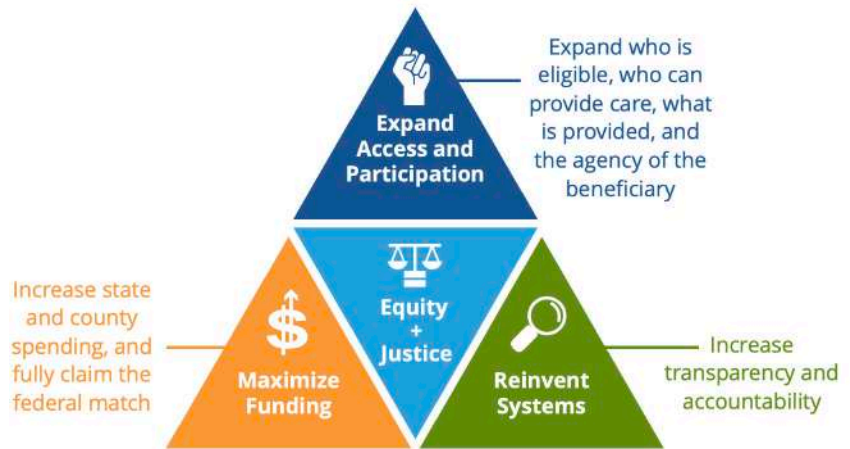 Expand
Access and
Participation
Expand who is
eligible, who can
provide care, what
is provided, and
the agency of the
beneficiary
Equity
+
Justice
Increase state
and county
spending, and
fully claim the
federal match
$
Maximize
Funding
Reinvent
Systems
Increase
transparency and
accountability